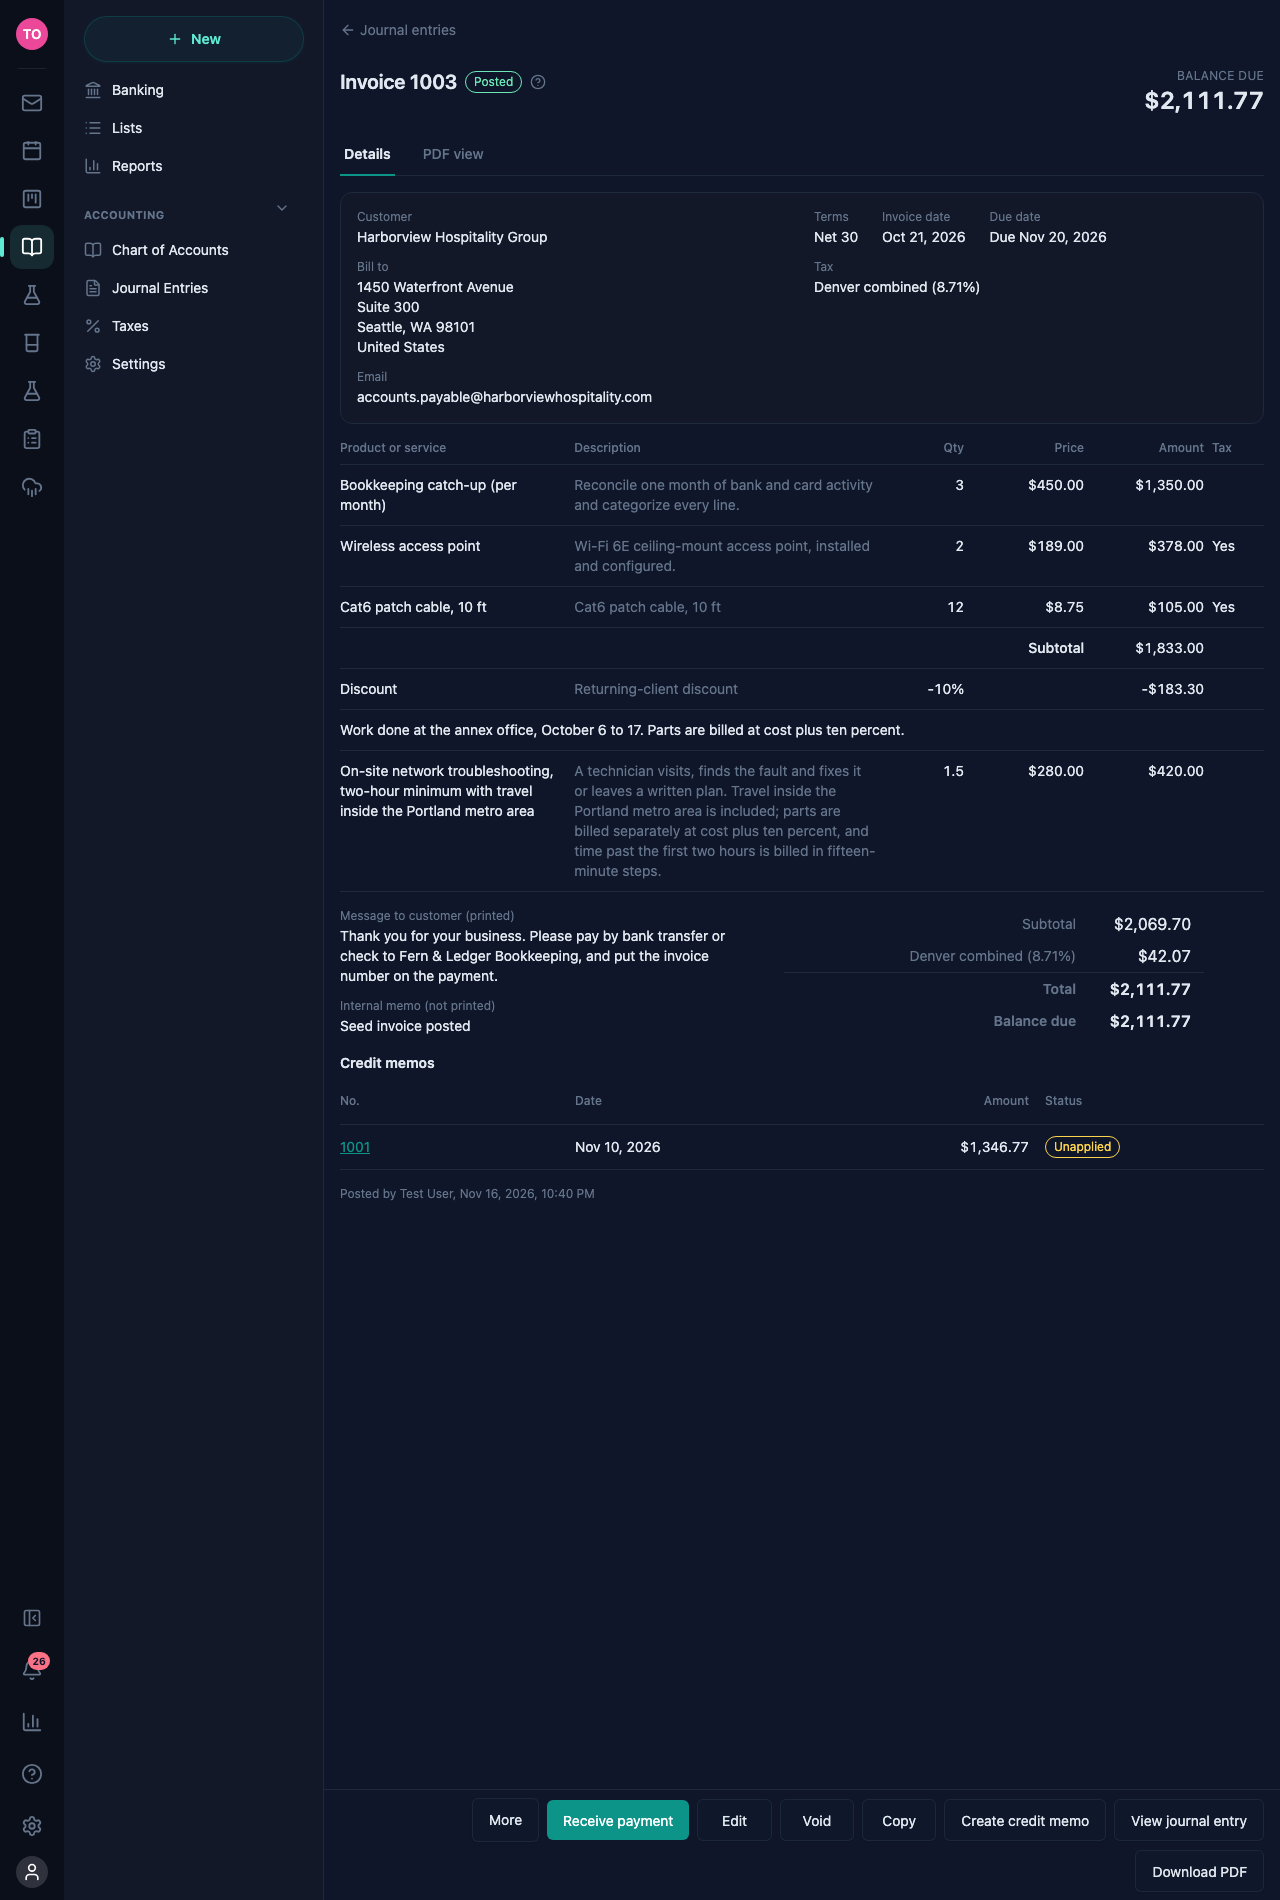 TO
New
Banking
Lists
Reports
ACCOUNTING
Chart of Accounts
Journal Entries
Taxes
Settings
26
Journal entries
Invoice 1003 Posted
BALANCE DUE
$2,111.77
Details PDF view
Customer
Harborview Hospitality Group
Bill to
1450 Waterfront Avenue
Suite 300
Seattle, WA 98101
United States
Email
accounts.payable@harborviewhospitality.com
Terms Invoice date Due date
Net 30 Oct 21, 2026 Due Nov 20, 2026
Tax
Denver combined (8.71%)
Product or service Description Qty Price Amount Tax
Bookkeeping catch-up (per Reconcile one month of bank and card activity 3 $450.00 $1,350.00
month) and categorize every line.
Wireless access point Wi-Fi 6E ceiling-mount access point, installed 2 $189.00 $378.00 Yes
and configured.
Cat6 patch cable, 10 ft Cat6 patch cable, 10 ft 12 $8.75 $105.00 Yes
Subtotal $1,833.00
Discount Returning-client discount -10% -$183.30
Work done at the annex office, October 6 to 17. Parts are billed at cost plus ten percent.
On-site network troubleshooting, A technician visits, finds the fault and fixes it 1.5 $280.00 $420.00
two-hour minimum with travel or leaves a written plan. Travel inside the
inside the Portland metro area Portland metro area is included; parts are
billed separately at cost plus ten percent, and
time past the first two hours is billed in fifteen-
minute steps.
Message to customer (printed)
Thank you for your business. Please pay by bank transfer or
check to Fern & Ledger Bookkeeping, and put the invoice
number on the payment.
Internal memo (not printed)
Seed invoice posted
Subtotal $2,069.70
Denver combined (8.71%) $42.07
Total $2,111.77
Balance due $2,111.77
Credit memos
No. Date Amount Status
1001 Nov 10, 2026 $1,346.77 Unapplied
Posted by Test User, Nov 16, 2026, 10:40 PM
More Receive payment Edit Void Copy Create credit memo View journal entry
Download PDF